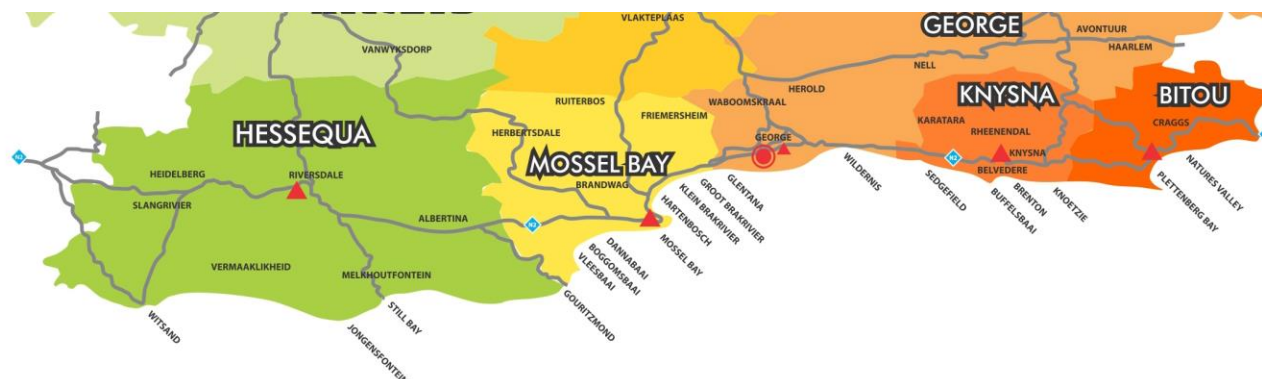 VLAKTEPLAAS
GEORGE
AVONTUUR
HAARLEM
VANWYKSDORP
NELL
HEROLD
RUITERBOS
WABOOMSKRAAL
KNYSNA
BITOU
FRIEMERSHEIM
KARATARA
CRAGGS
HESSEQUA
HERBERTSDALE
RHEENENDAL
GEORGE
MOSSEL BAY
KNYSNA
N2
N2
HEIDELBERG
RIVERSDALE
BRANDWAG
BELVEDERE
SLANGRIVIER
ALBERTINA
N2
VERMAAKLIKHEID
MELKHOUTFONTEIN
WITSAND
JONGENSFONTEIN
STILL BAY
GOURITZMOND
VLEESBAAI
BOGGOMSBAAI
DANNABAAI
MOSSEL BAY
HARTENBOSCH
KLEIN BRAKRIVIER
GROOT BRAKRIVIER
GLENTANA
WILDERNIS
SEDGEFIELD
BUFFELSBAAI
BRENTON
KNOETZIE
PLETTENBERG BAY
NATURES VALLEY